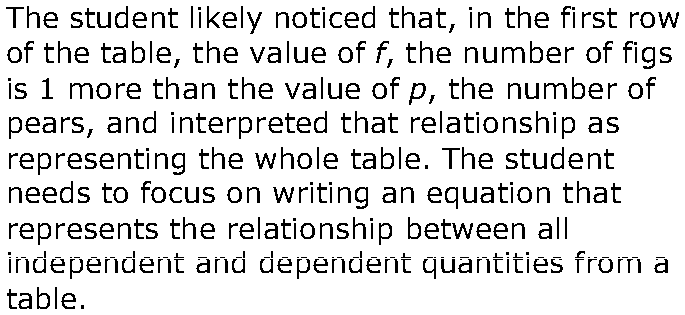 The student likely noticed that, in the first row
of the table, the value of f, the number of figs
is 1 more than the value of p, the number of
pears, and interpreted that relationship as
representing the whole table. The student
needs to focus on writing an equation that
represents the relationship between all
independent and dependent quantities from a
table.